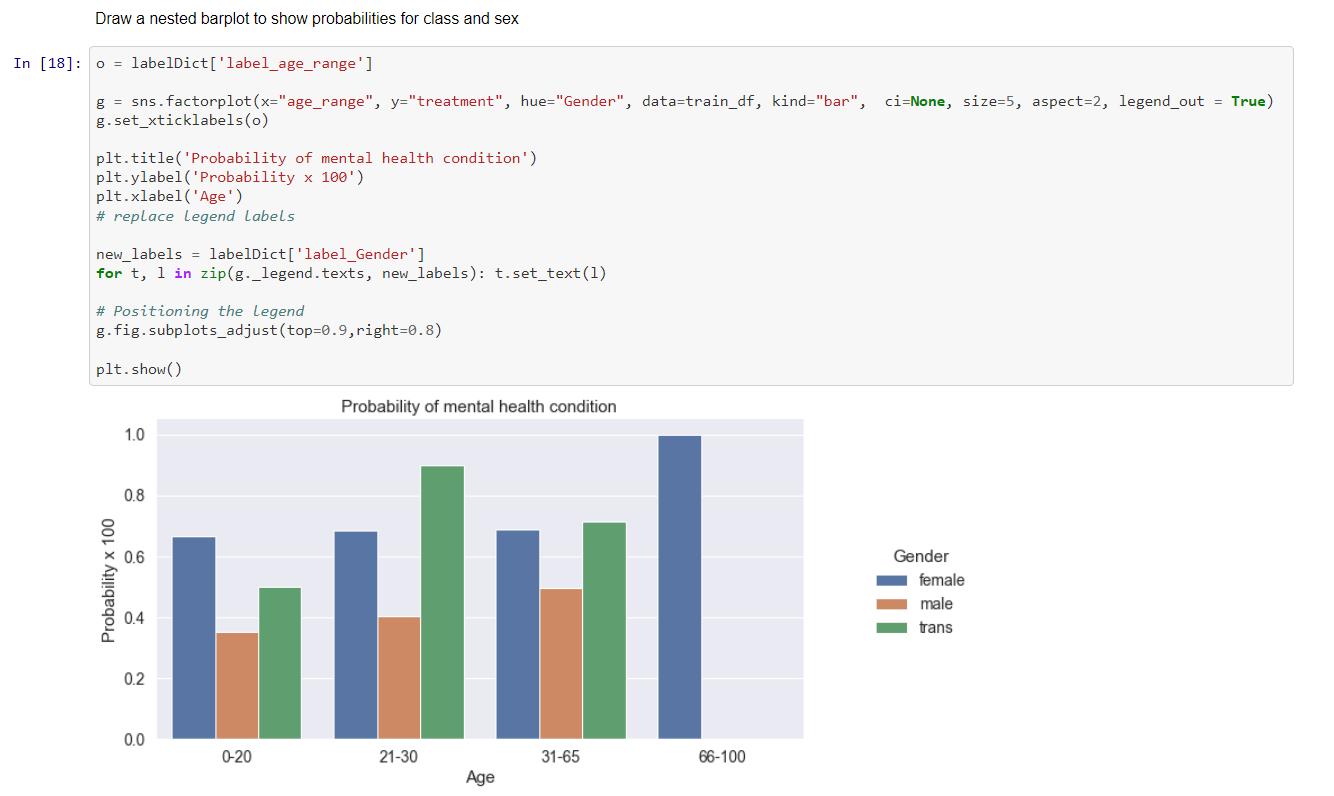 Draw a nested barplot to show probabilities for class and sex
In [18]:
o = labelDict['label_age_range']
g = sns.factorplot(x="age_range", y="treatment", hue="Gender", data=train_df, kind="bar",  ci=None, size=5, aspect=2, legend_out = True)
g.set_xticklabels(o)
plt.title('Probability of mental health condition')
plt.ylabel('Probability x 100')
plt.xlabel('Age')
# replace legend labels
new_labels = labelDict['label_Gender']
for t, l in zip(g._legend.texts, new_labels): t.set_text(l)
# Positioning the legend
g.fig.subplots_adjust(top=0.9,right=0.8)
plt.show()
Probability of mental health condition
1.0
0.8
0.6
0.4
0.2
0.0
Probability x 100
0-20 21-30 31-65 66-100
Age
Gender
female
male
trans